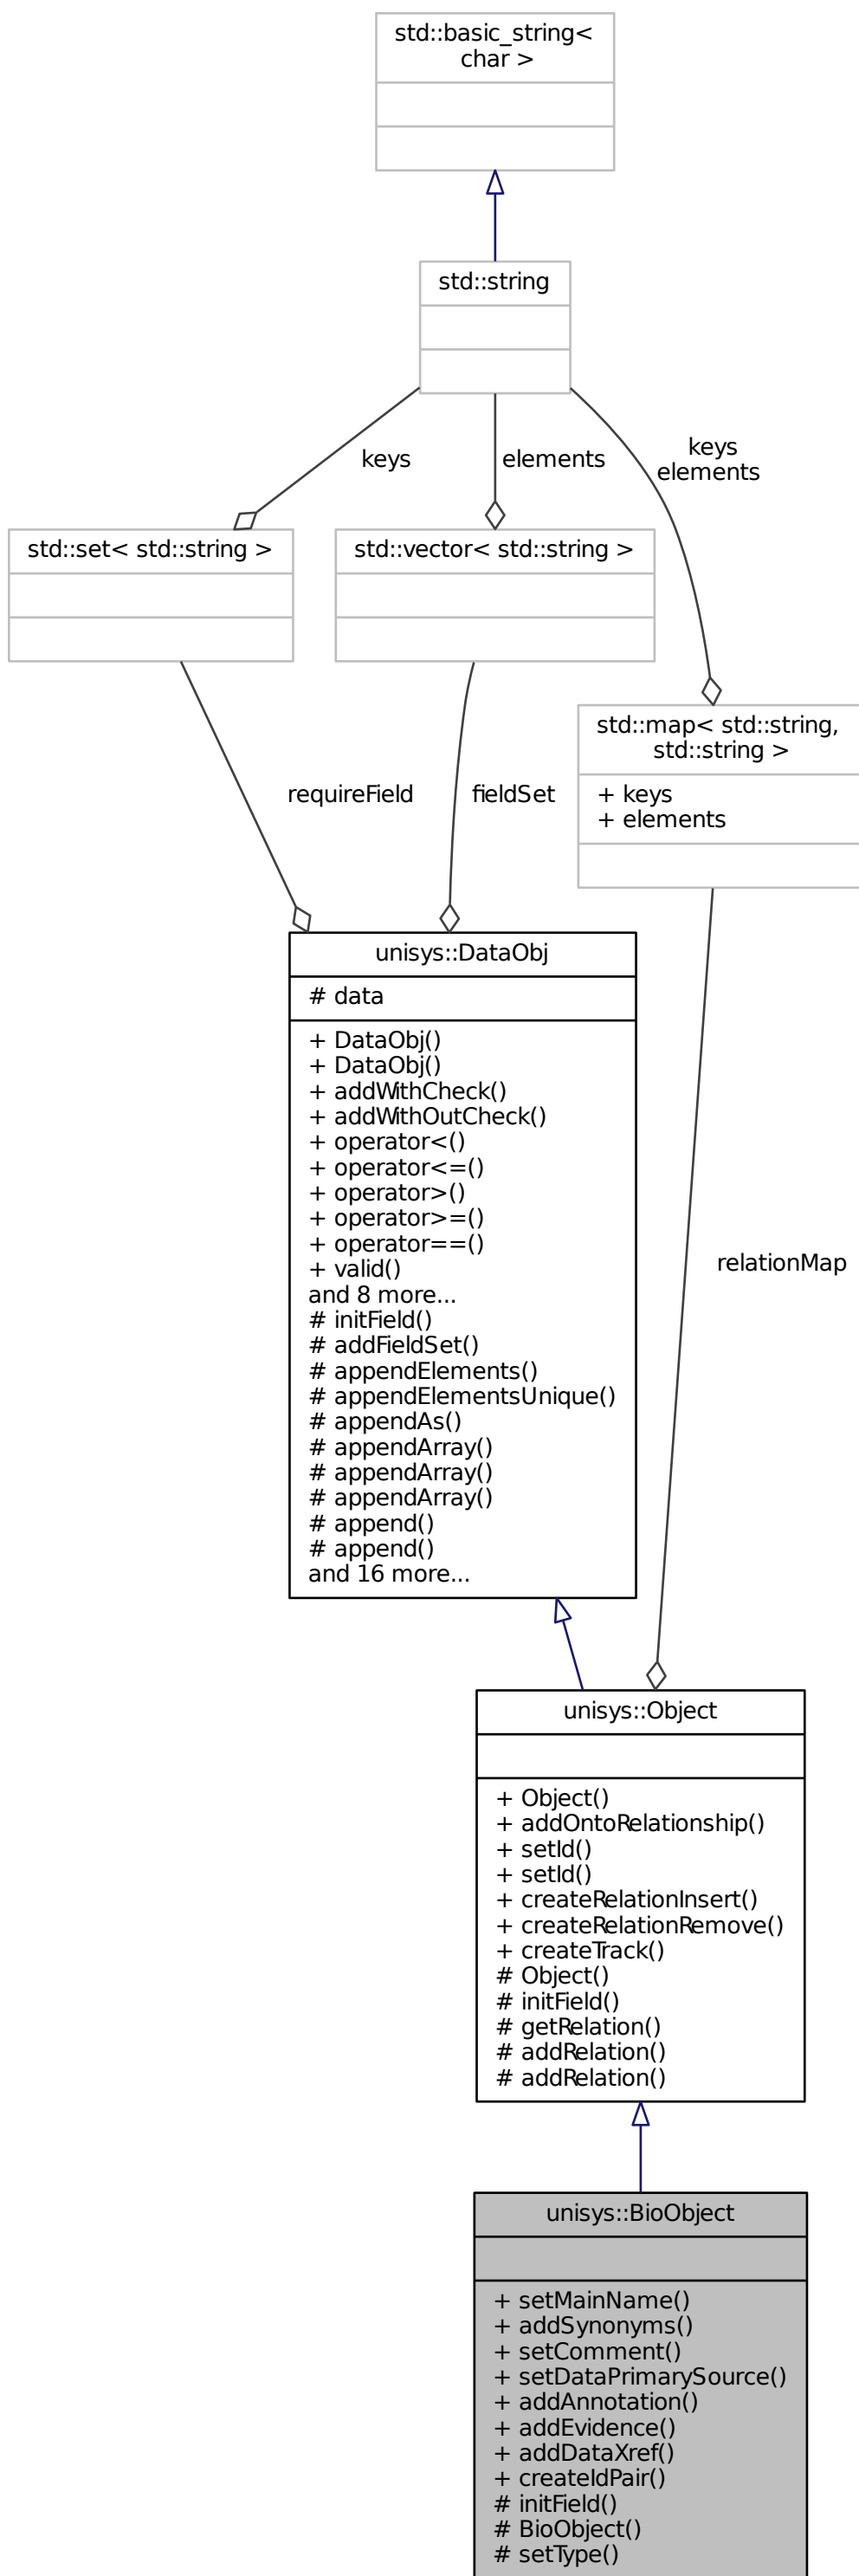 std::basic_string<
char >
std::string
keys
elements
keys
elements
std::set< std::string >
std::vector< std::string >
std::map< std::string,
std::string >
+ keys
+ elements
requireField
fieldSet
unisys::DataObj
# data
+ DataObj()
+ DataObj()
+ addWithCheck()
+ addWithOutCheck()
+ operator<()
+ operator<=()
+ operator>()
+ operator>=()
+ operator==()
+ valid()
and 8 more...
# initField()
# addFieldSet()
# appendElements()
# appendElementsUnique()
# appendAs()
# appendArray()
# appendArray()
# appendArray()
# append()
# append()
and 16 more...
relationMap
unisys::Object
+ Object()
+ addOntoRelationship()
+ setId()
+ setId()
+ createRelationInsert()
+ createRelationRemove()
+ createTrack()
# Object()
# initField()
# getRelation()
# addRelation()
# addRelation()
unisys::BioObject
+ setMainName()
+ addSynonyms()
+ setComment()
+ setDataPrimarySource()
+ addAnnotation()
+ addEvidence()
+ addDataXref()
+ createIdPair()
# initField()
# BioObject()
# setType()